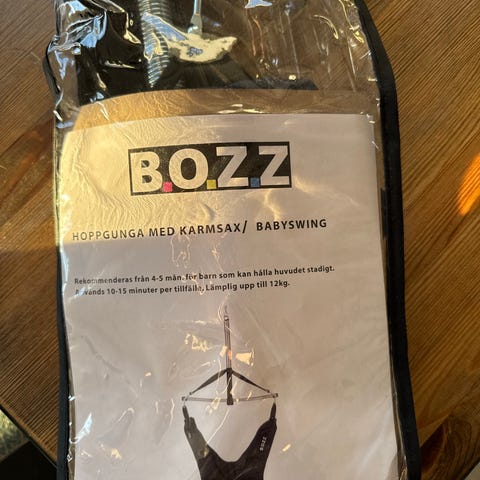 B.O.Z.Z
HOPPGUNGA MED KARMSAX/ BABYSWING
Rekommenderas från 4-5 mån. för barn som kan hålla huvudet stadigt.
Används 10-15 minuter per tillfälle. Lämplig upp till 12kg.
B.O.Z.Z